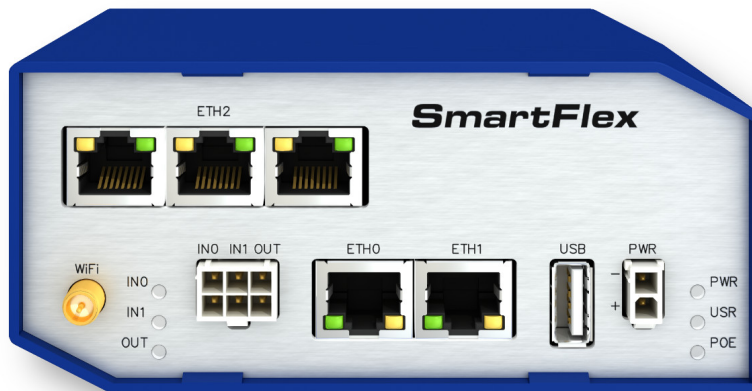 ETH2
SmartFlex
WiFi
IN0
IN1
OUT
IN0 IN1 OUT
ETH0
ETH1
USB
PWR
-
+
PWR
USR
POE